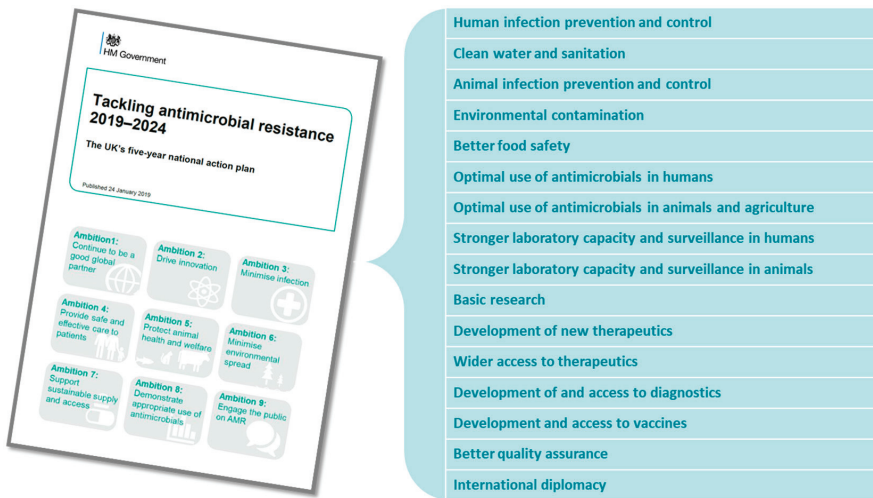 HM Government
Tackling antimicrobial resistance
2019–2024
The UK's five-year national action plan
Published 24 January 2019
Ambition1:
Continue to be a
good global
partner
Ambition 2:
Drive innovation
Ambition 3:
Minimise infection
Ambition 4:
Provide safe and
effective care to
patients
Ambition 5:
Protect animal
health and welfare
Ambition 6:
Minimise
environmental
spread
Ambition 7:
Support
sustainable supply
and access
Ambition 8:
Demonstrate
appropriate use of
antimicrobials
Ambition 9:
Engage the public
on AMR
Human infection prevention and control
Clean water and sanitation
Animal infection prevention and control
Environmental contamination
Better food safety
Optimal use of antimicrobials in humans
Optimal use of antimicrobials in animals and agriculture
Stronger laboratory capacity and surveillance in humans
Stronger laboratory capacity and surveillance in animals
Basic research
Development of new therapeutics
Wider access to therapeutics
Development of and access to diagnostics
Development and access to vaccines
Better quality assurance
International diplomacy